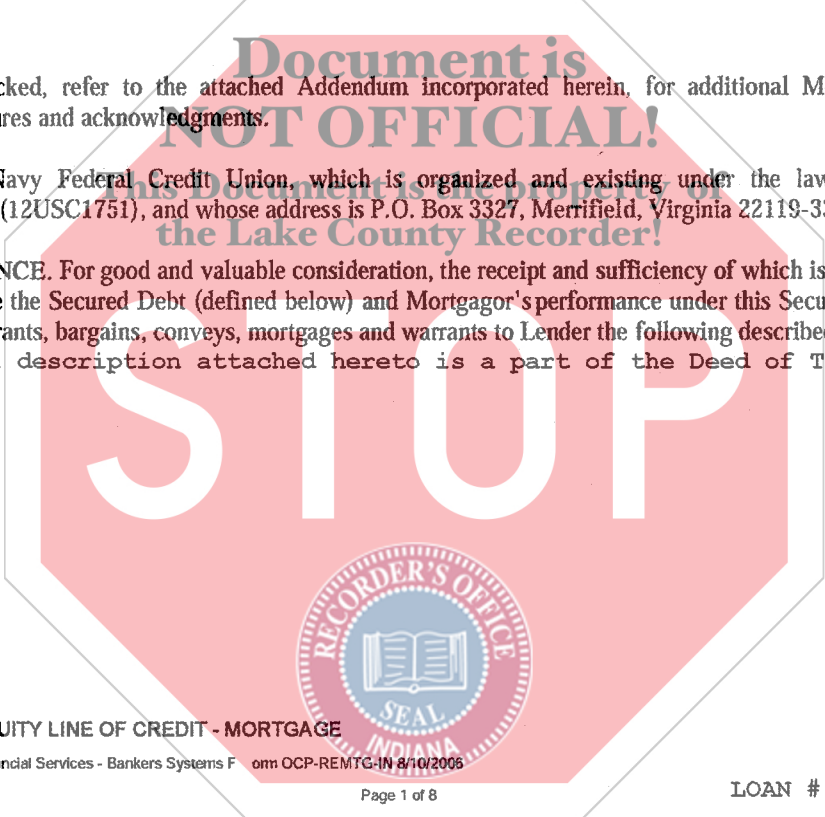 Document is
cked, refer to the attached Addendum incorporated herein, for additional M
res and acknowledgments.
NOT OFFICIAL!
Navy Federal Credit Union, which is organized and existing under the law
This Document is the property of
(12USC1751), and whose address is P.O. Box 3327, Merrifield, Virginia 22119-33
the Lake County Recorder!
NCE. For good and valuable consideration, the receipt and sufficiency of which is
e the Secured Debt (defined below) and Mortgagor's performance under this Secu
rants, bargains, conveys, mortgages and warrants to Lender the following described
description attached hereto is a part of the Deed of T
STOP
RECORDER'S OFFICE
SEAL
INDIANA
UITY LINE OF CREDIT - MORTGAGE
ncial Services - Bankers Systems F orm OCP-REMTG-IN 8/10/2006
Page 1 of 8
LOAN #